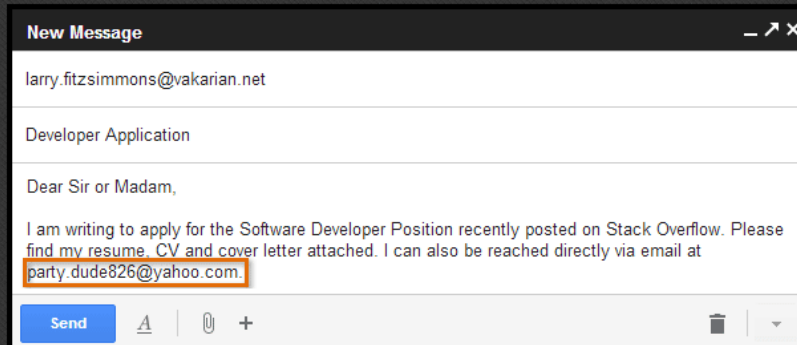 New Message
larry.fitzsimmons@vakarian.net
Developer Application
Dear Sir or Madam,
I am writing to apply for the Software Developer Position recently posted on Stack Overflow. Please
find my resume, CV and cover letter attached. I can also be reached directly via email at
party.dude826@yahoo.com.
Send A